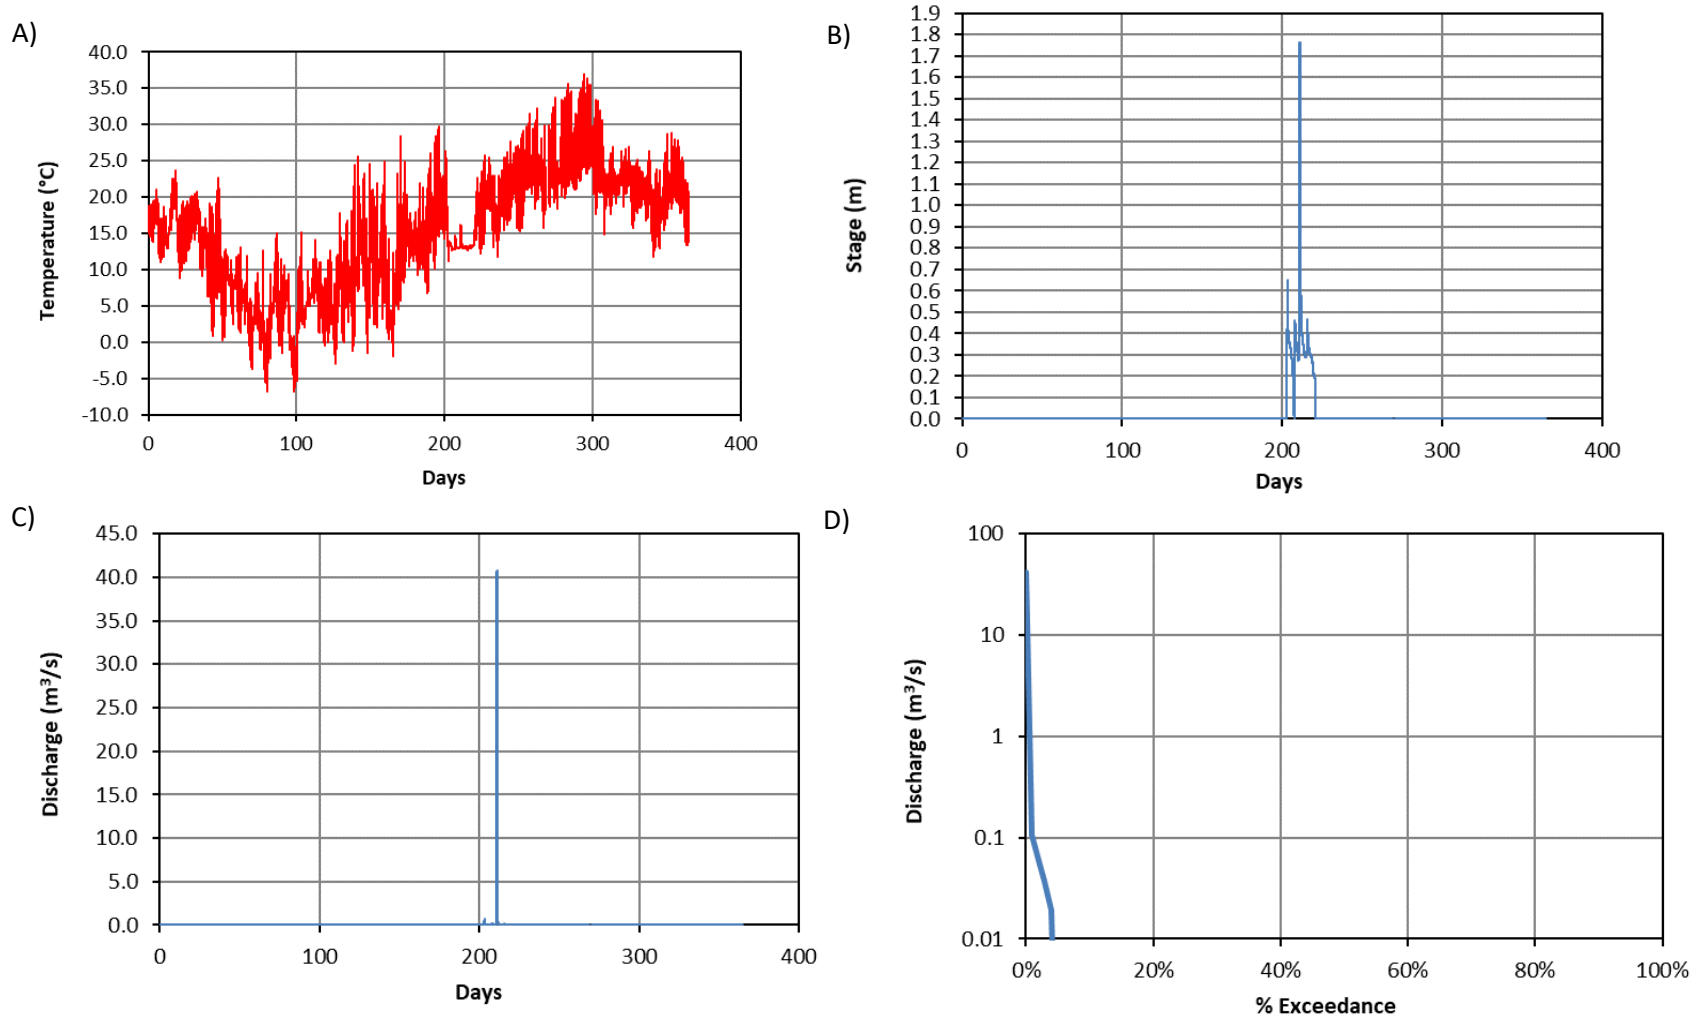 A)
40.0
35.0
30.0
25.0
20.0
15.0
10.0
5.0
0.0
-5.0
-10.0
Temperature (°C)
0 100 200 300 400
Days
B)
1.9
1.8
1.7
1.6
1.5
1.4
1.3
1.2
1.1
1.0
0.9
0.8
0.7
0.6
0.5
0.4
0.3
0.2
0.1
0.0
Stage (m)
0 100 200 300 400
Days
C)
45.0
40.0
35.0
30.0
25.0
20.0
15.0
10.0
5.0
0.0
Discharge (m³/s)
0 100 200 300 400
Days
D)
100
10
1
0.1
0.01
Discharge (m³/s)
0% 20% 40% 60% 80% 100%
% Exceedance